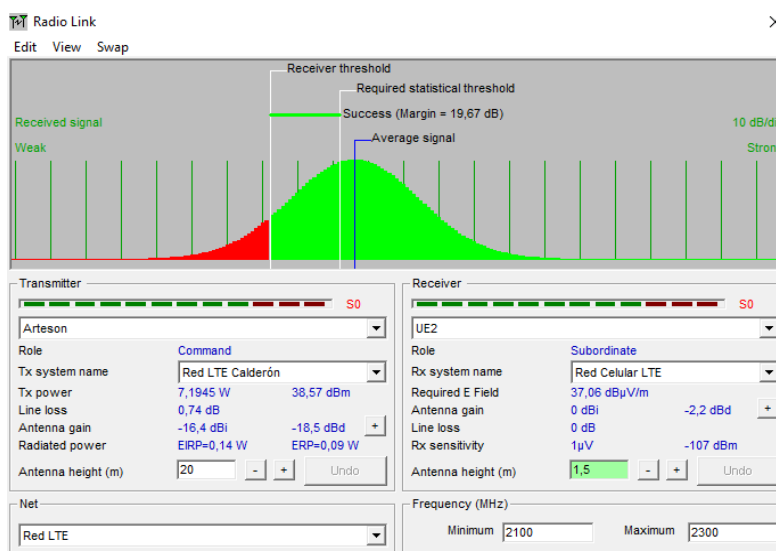 Radio Link
Edit View Swap
Receiver threshold
Required statistical threshold
Success (Margin = 19,67 dB)
Received signal
10 dB/di
Average signal
Weak
Stron
Transmitter
S0
Arteson
Role Command
Tx system name Red LTE Calderón
Tx power 7,1945 W 38,57 dBm
Line loss 0,74 dB
Antenna gain -16,4 dBi -18,5 dBd +
Radiated power EIRP=0,14 W ERP=0,09 W
Antenna height (m) 20 - + Undo
Receiver
S0
UE2
Role Subordinate
Rx system name Red Celular LTE
Required E Field 37,06 dBµV/m
Antenna gain 0 dBi -2,2 dBd +
Line loss 0 dB
Rx sensitivity 1µV -107 dBm
Antenna height (m) 1,5 - + Undo
Net
Red LTE
Frequency (MHz)
Minimum 2100 Maximum 2300